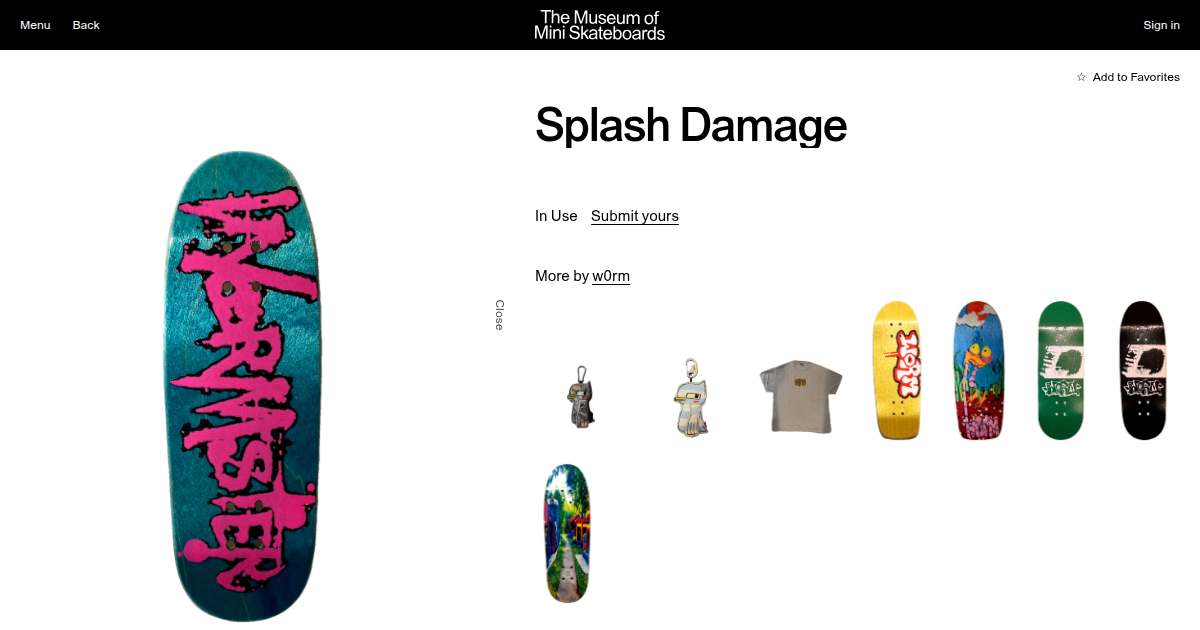 Menu
Back
The Museum of
Mini Skateboards
Sign in
☆ Add to Favorites
Splash Damage
In Use
Submit yours
More by w0rm
Close
WORMSTER